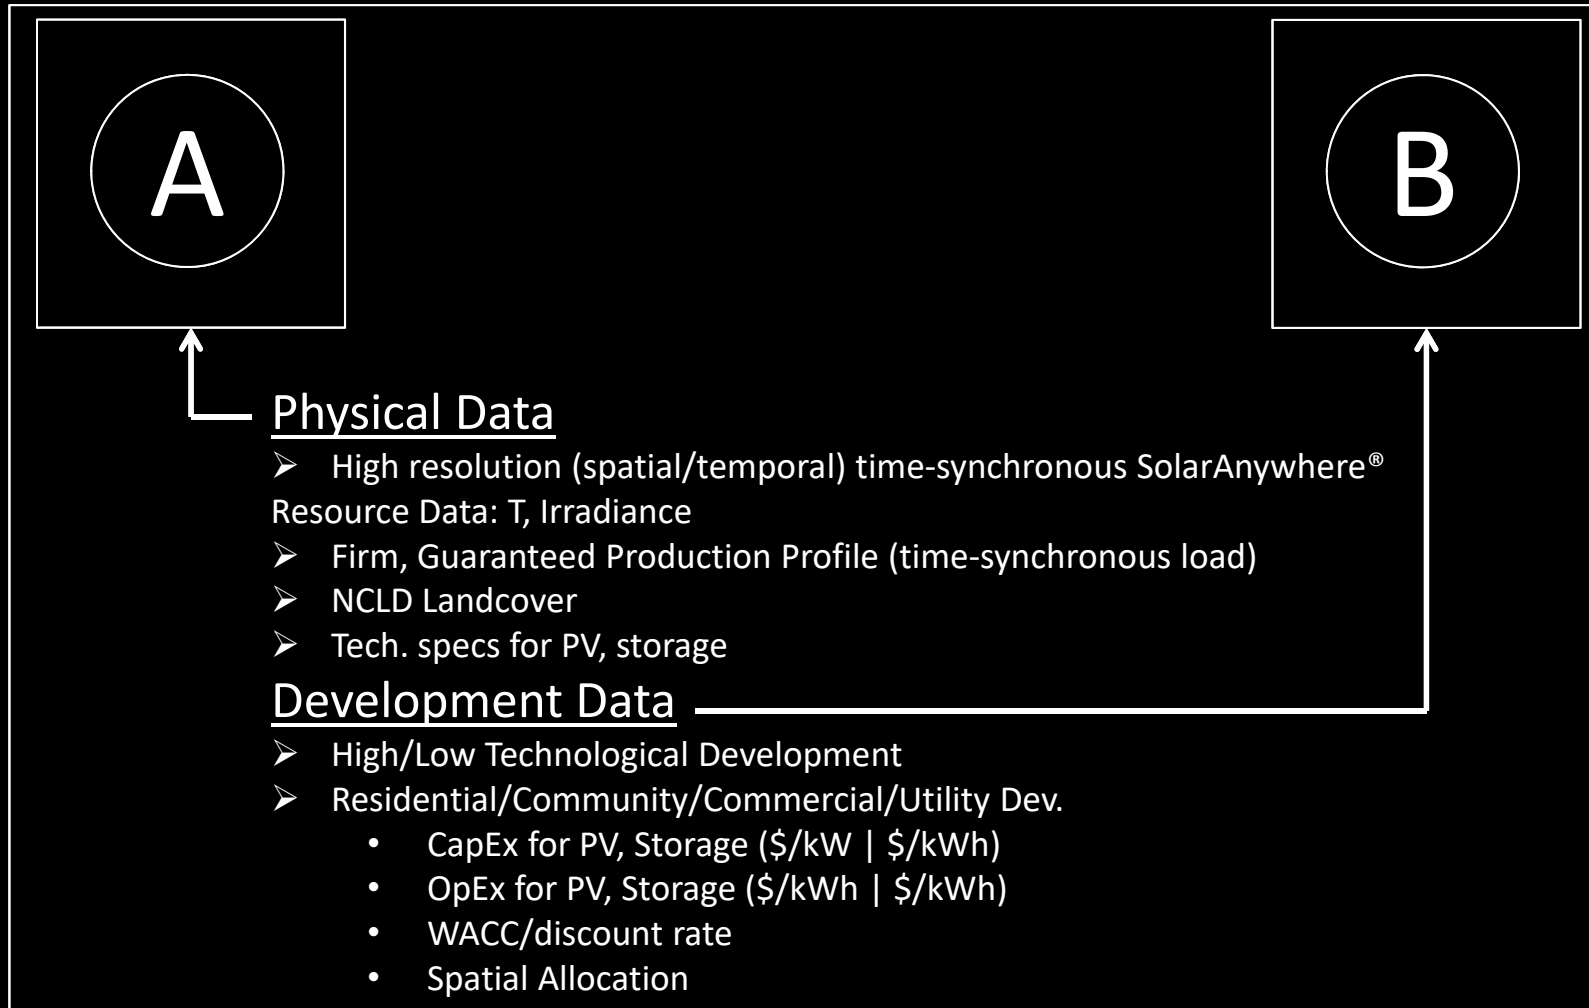 A
B
Physical Data
➢ High resolution (spatial/temporal) time-synchronous SolarAnywhere®
Resource Data: T, Irradiance
➢ Firm, Guaranteed Production Profile (time-synchronous load)
➢ NCLD Landcover
➢ Tech. specs for PV, storage
Development Data
➢ High/Low Technological Development
➢ Residential/Community/Commercial/Utility Dev.
• CapEx for PV, Storage ($/kW | $/kWh)
• OpEx for PV, Storage ($/kWh | $/kWh)
• WACC/discount rate
• Spatial Allocation